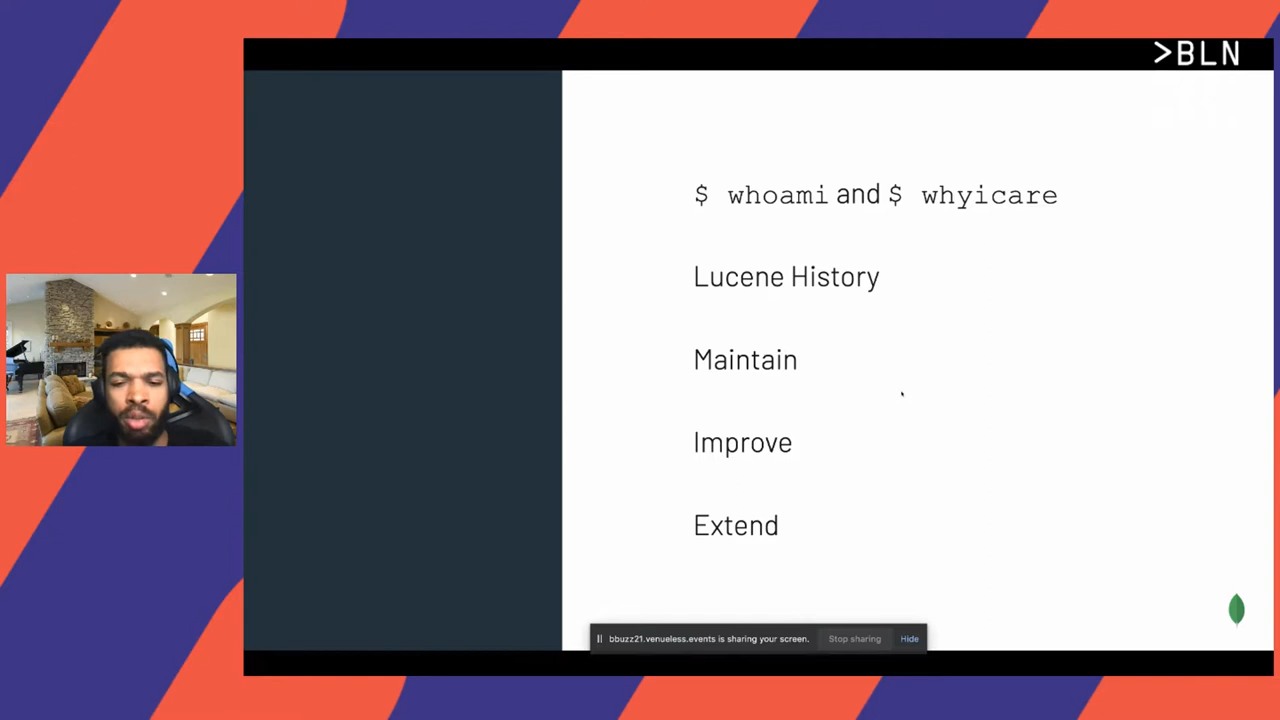 >BLN
$ whoami and $ whyicare
Lucene History
Maintain
Improve
Extend
bbuzz21.venueless.events is sharing your screen. Stop sharing Hide